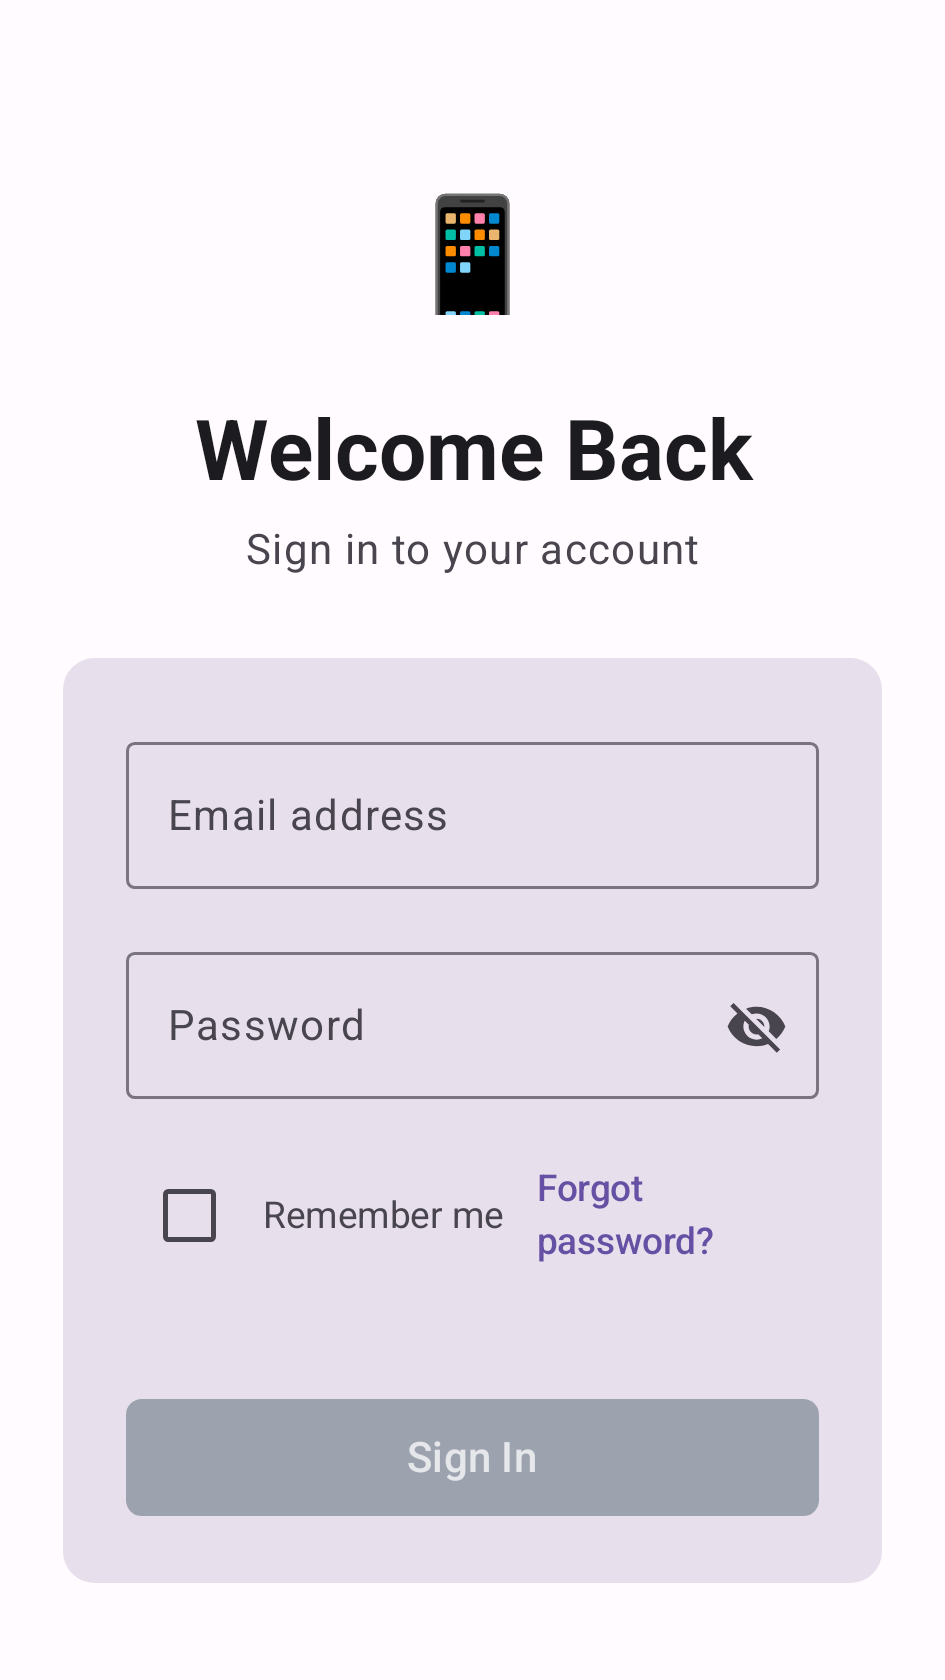 Welcome Back
Sign in to your account
Email address
Password
Remember me
Forgot
password?
Sign In